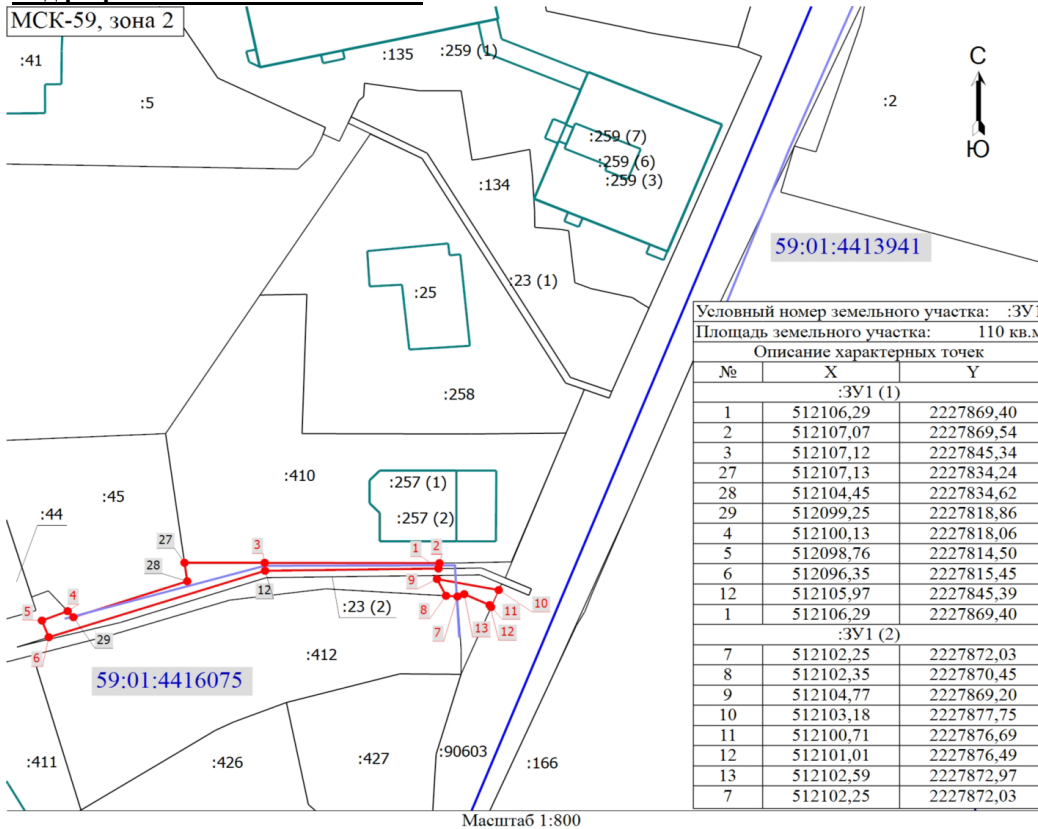 МСК-59, зона 2
:41
:5
:135
:259 (1)
:2
С
Ю
:259 (7)
:259 (6)
:259 (3)
:134
59:01:4413941
:23 (1)
:25
:258
:410
:257 (1)
:257 (2)
:45
:44
27
3
1
2
28
12
9
10
4
5
29
6
8
7
13
12
11
:23 (2)
:412
59:01:4416075
:411
:426
:427
:90603
:166
Условный номер земельного участка: :ЗУ1
Площадь земельного участка: 110 кв.м
Описание характерных точек
№ X Y
:ЗУ1 (1)
1 512106,29 2227869,40
2 512107,07 2227869,54
3 512107,12 2227845,34
27 512107,13 2227834,24
28 512104,45 2227834,62
29 512099,25 2227818,86
4 512100,13 2227818,06
5 512098,76 2227814,50
6 512096,35 2227815,45
12 512105,97 2227845,39
1 512106,29 2227869,40
:ЗУ1 (2)
7 512102,25 2227872,03
8 512102,35 2227870,45
9 512104,77 2227869,20
10 512103,18 2227877,75
11 512100,71 2227876,69
12 512101,01 2227876,49
13 512102,59 2227872,97
7 512102,25 2227872,03
Масштаб 1:800